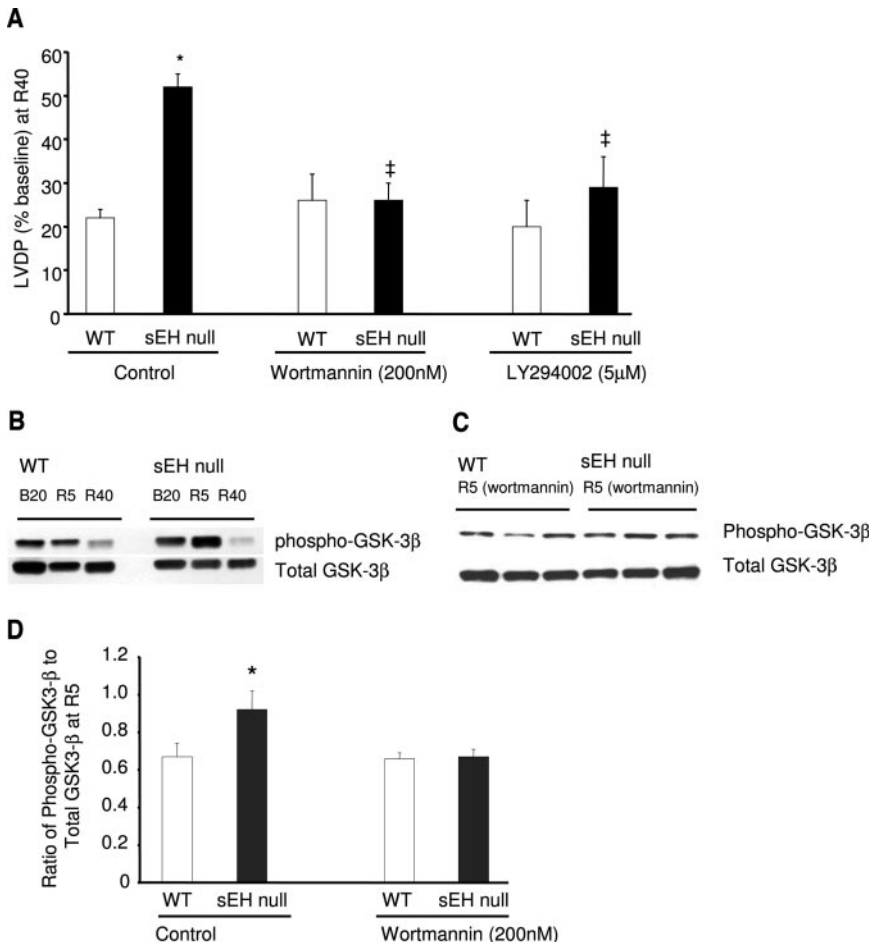 A
LVDP (% baseline) at R40
60
50
40
30
20
10
0
*
‡
‡
WT sEH null WT sEH null WT sEH null
Control Wortmannin (200nM) LY294002 (5µM)
B
WT sEH null
B20 R5 R40 B20 R5 R40
phospho-GSK-3β
Total GSK-3β
C
WT sEH null
R5 (wortmannin) R5 (wortmannin)
Phospho-GSK-3β
Total GSK-3β
D
Ratio of Phospho-GSK3-β to
Total GSK3-β at R5
1.2
1.0
0.8
0.6
0.4
0.2
0
*
WT sEH null WT sEH null
Control Wortmannin (200nM)